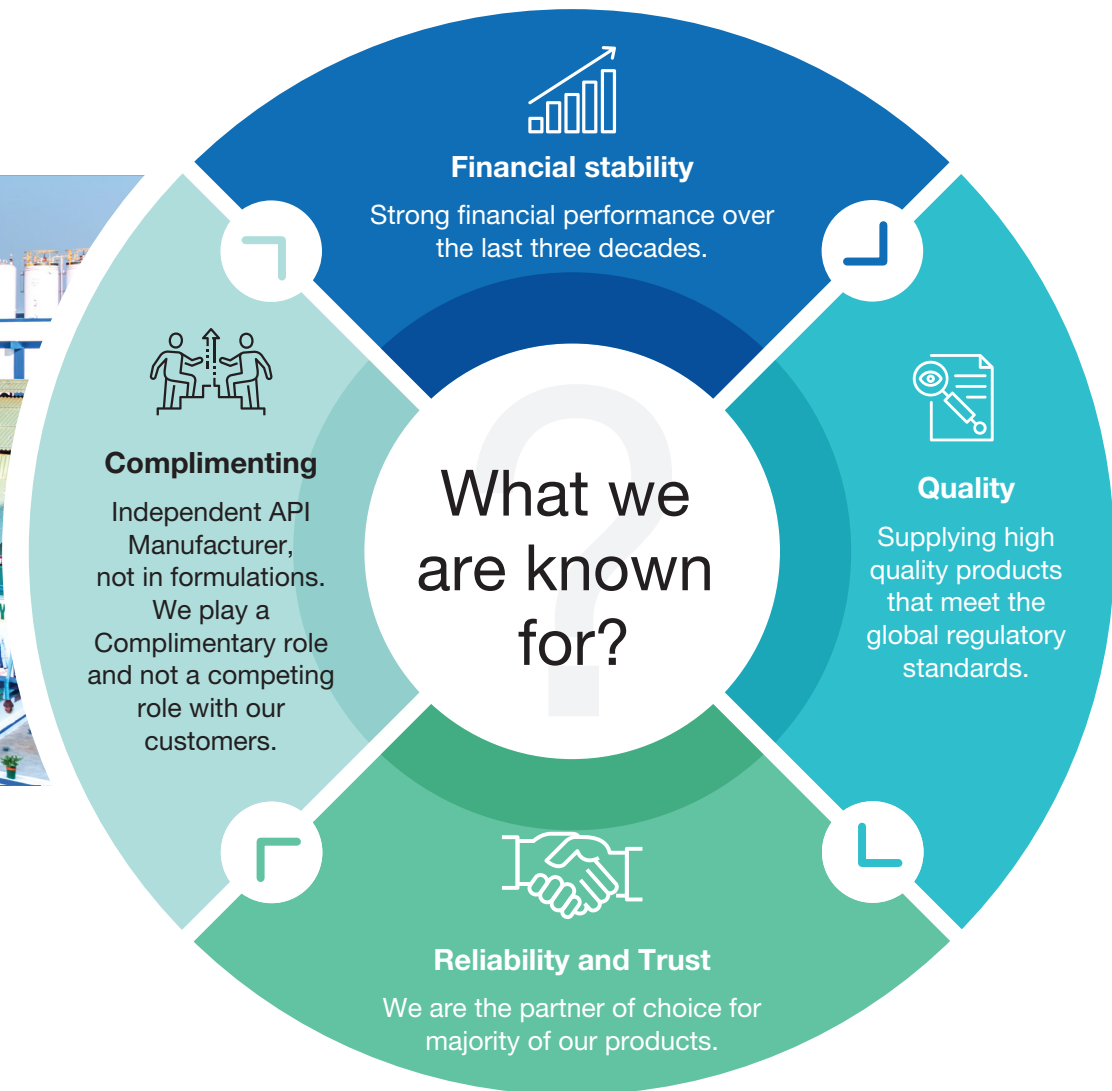 Financial stability
Strong financial performance over
the last three decades.
Complimenting
Independent API
Manufacturer,
not in formulations.
We play a
Complimentary role
and not a competing
role with our
customers.
What we
are known
for?
Quality
Supplying high
quality products
that meet the
global regulatory
standards.
Reliability and Trust
We are the partner of choice for
majority of our products.